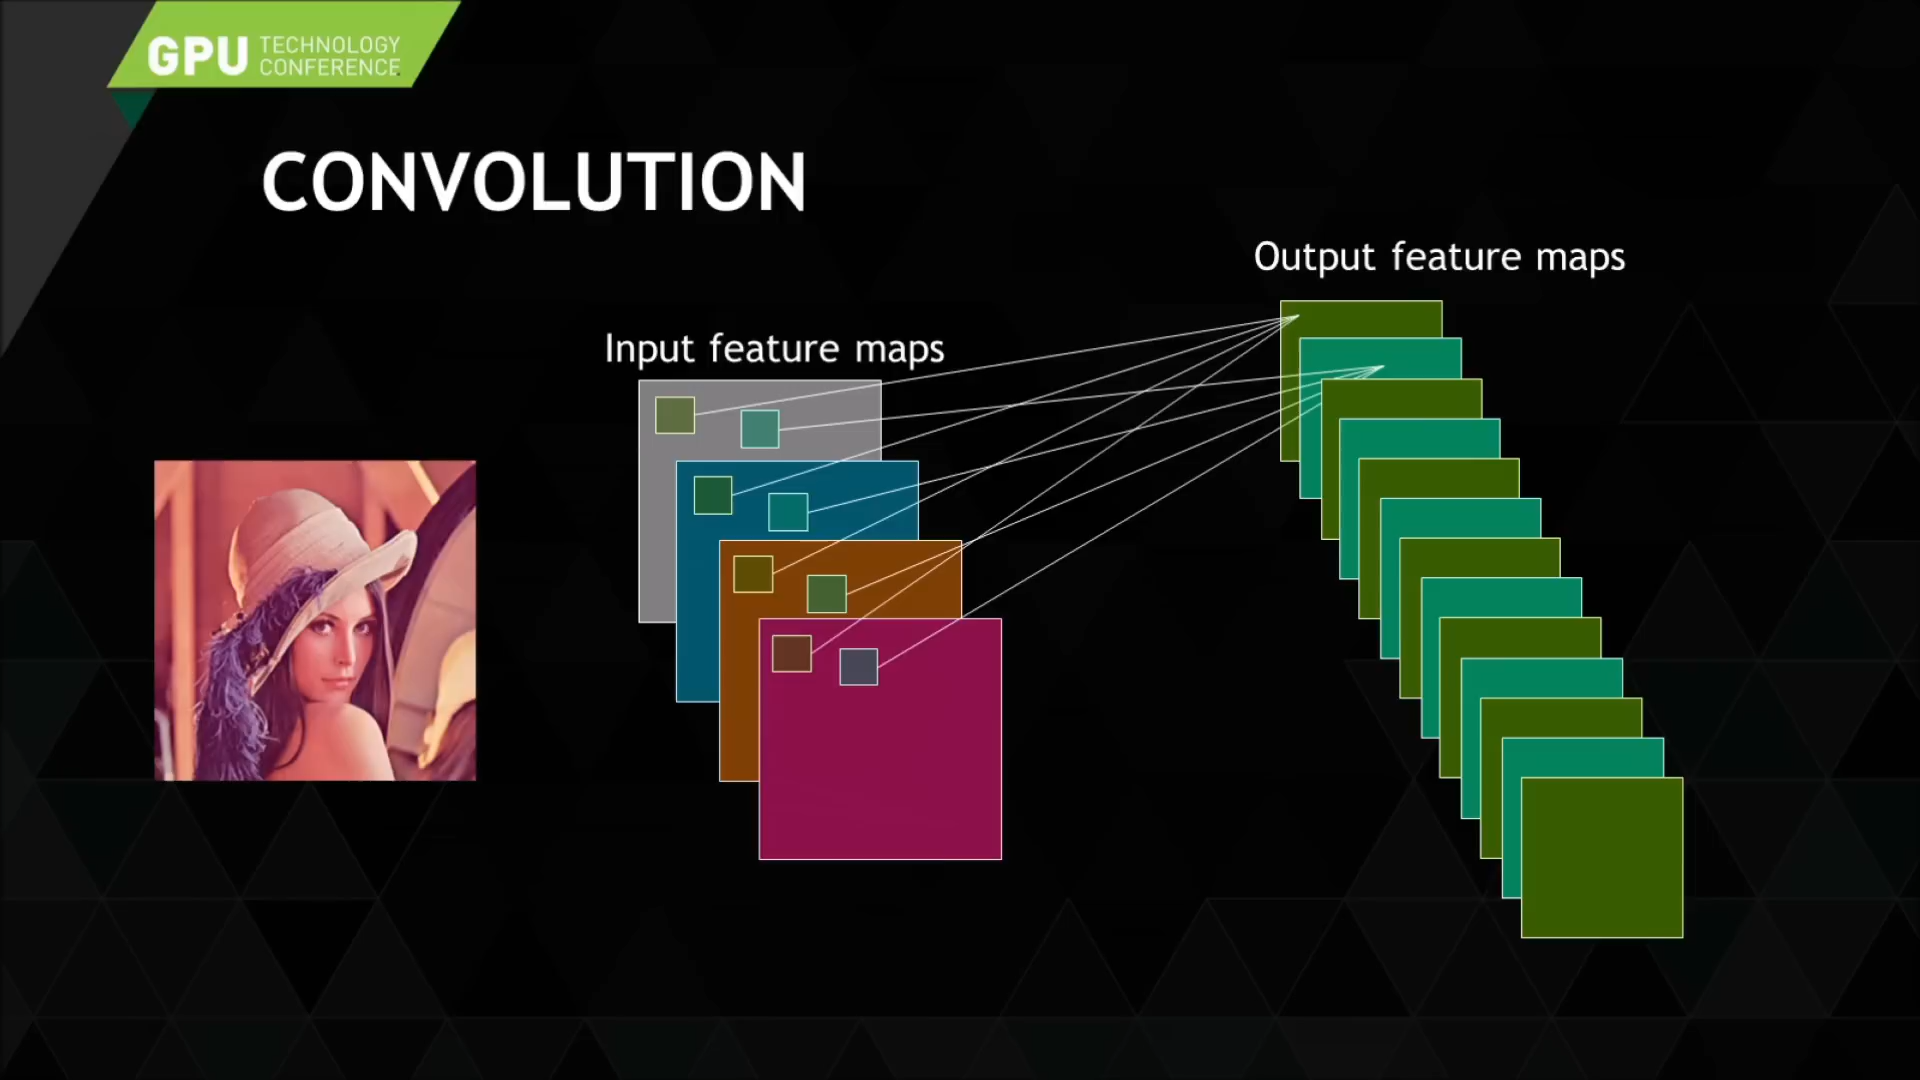 GPU TECHNOLOGY
CONFERENCE
CONVOLUTION
Output feature maps
Input feature maps